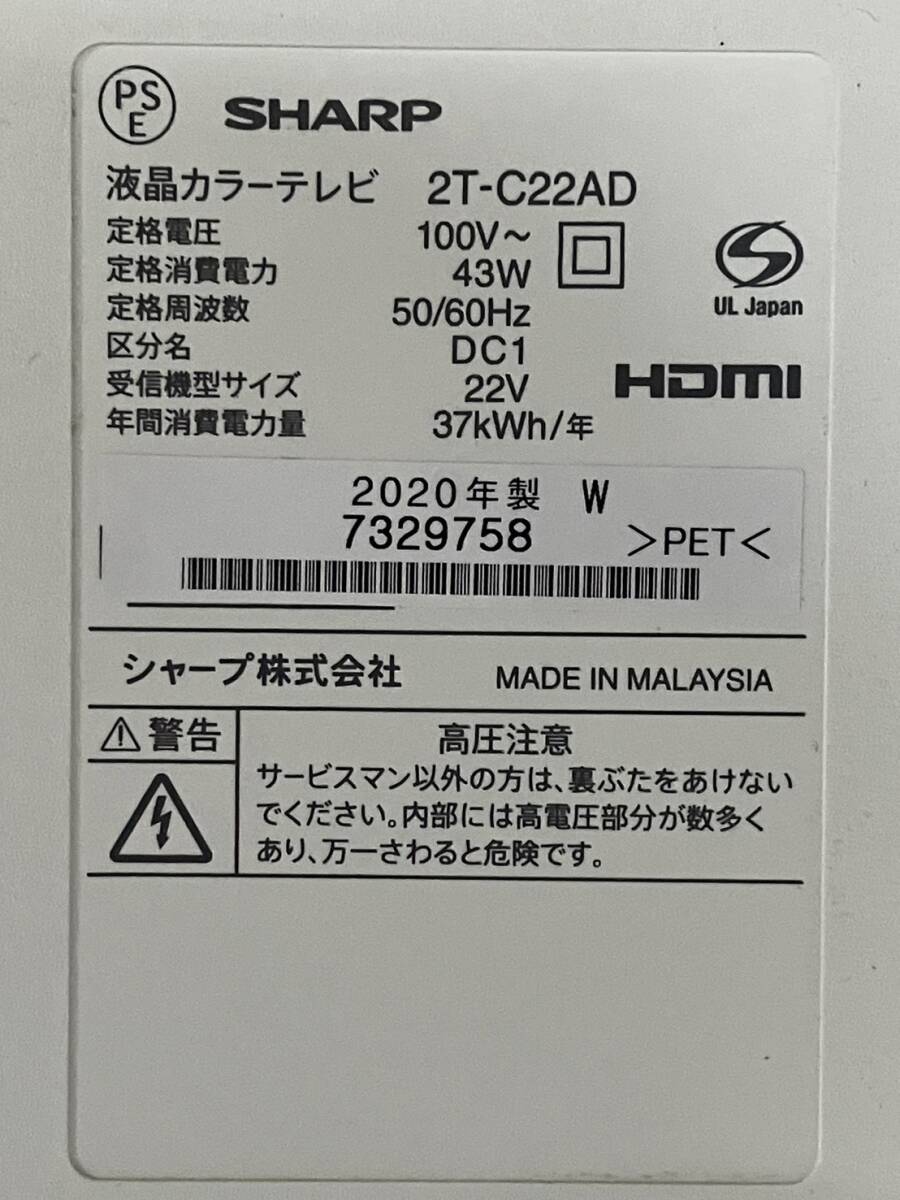 PS
E
SHARP
液晶カラーテレビ 2T-C22AD
定格電圧 100V～
定格消費電力 43W
定格周波数 50/60Hz
区分名 DC1
受信機型サイズ 22V
年間消費電力量 37kWh/年
UL Japan
HDMI
2020年製 W
7329758 >PET<
シャープ株式会社 MADE IN MALAYSIA
警告
高圧注意
サービスマン以外の方は、裏ぶたをあけない
でください。内部には高電圧部分が数多く
あり、万一さわると危険です。